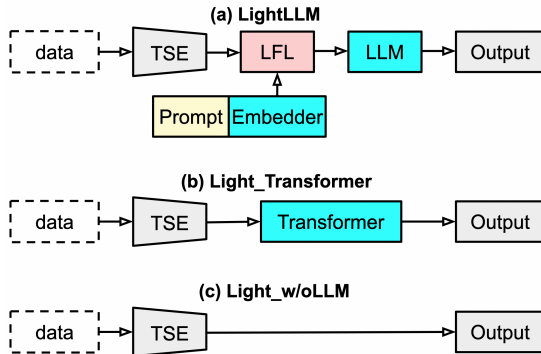 (a) LightLLM
data TSE LFL LLM Output
Prompt Embedder
(b) Light_Transformer
data TSE Transformer Output
(c) Light_w/oLLM
data TSE Output